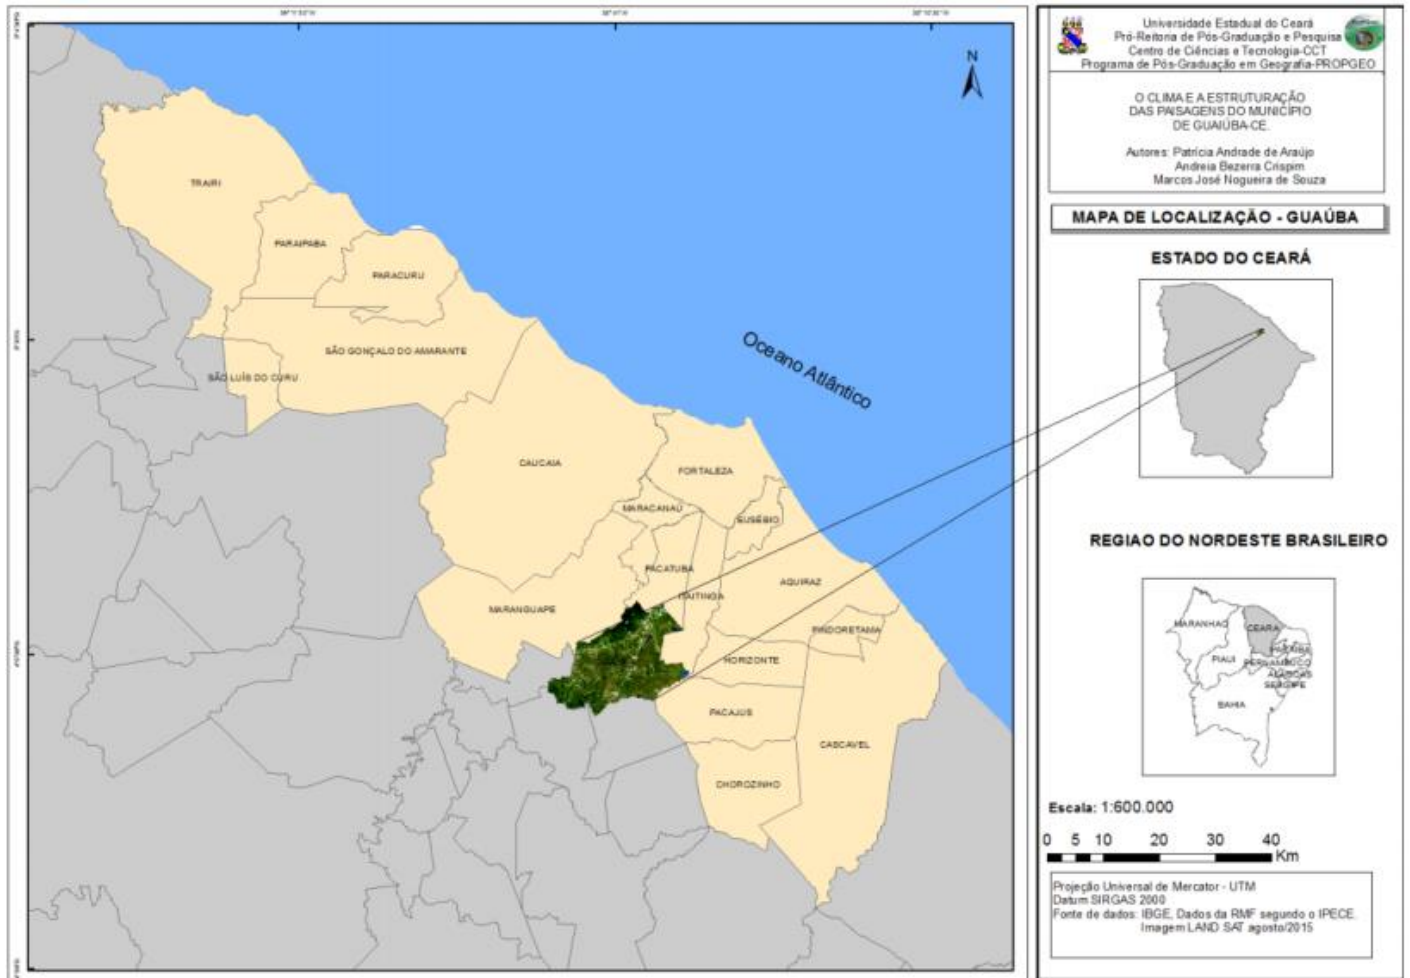 N
TRAIRI
PARAIPABA
PARACURU
SÃO GONÇALO DO AMARANTE
SÃO LUÍS DO CURU
Oceano Atlântico
CAUCAIA
FORTALEZA
MARACANAÚ
EUSÉBIO
PACATUBA
ITAITINGA
AQUIRAZ
MARANGUAPE
PINDORETAMA
HORIZONTE
PACAJUS
CASCAVEL
CHOROZINHO
Universidade Estadual do Ceará
Pró-Reitoria de Pós-Graduação e Pesquisa
Centro de Ciências e Tecnologia-CCT
Programa de Pós-Graduação em Geografia-PROPGEO
O CLIMA E A ESTRUTURAÇÃO
DAS PAISAGENS DO MUNICÍPIO
DE GUAIÚBA-CE.
Autores: Patrícia Andrade de Araújo
Andreia Bezerra Crispim
Marcos José Nogueira de Souza
MAPA DE LOCALIZAÇÃO - GUAÚBA
ESTADO DO CEARÁ
REGIAO DO NORDESTE BRASILEIRO
MARANHAO
CEARA
PIAUI
PERNAMBUCO
ALAGOAS
SERGIPE
BAHIA
Escala: 1:600.000
0 5 10 20 30 40
Km
Projeção Universal de Mercator - UTM
Datum SIRGAS 2000
Fonte de dados: IBGE, Dados da RMF segundo o IPECE.
Imagem LAND SAT agosto/2015